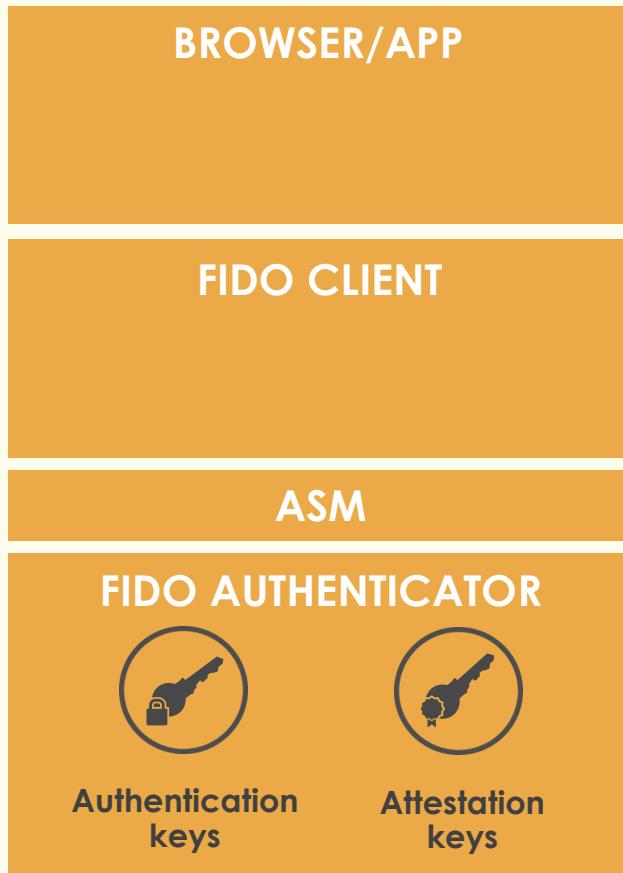 BROWSER/APP
FIDO CLIENT
ASM
FIDO AUTHENTICATOR
Authentication
keys
Attestation
keys